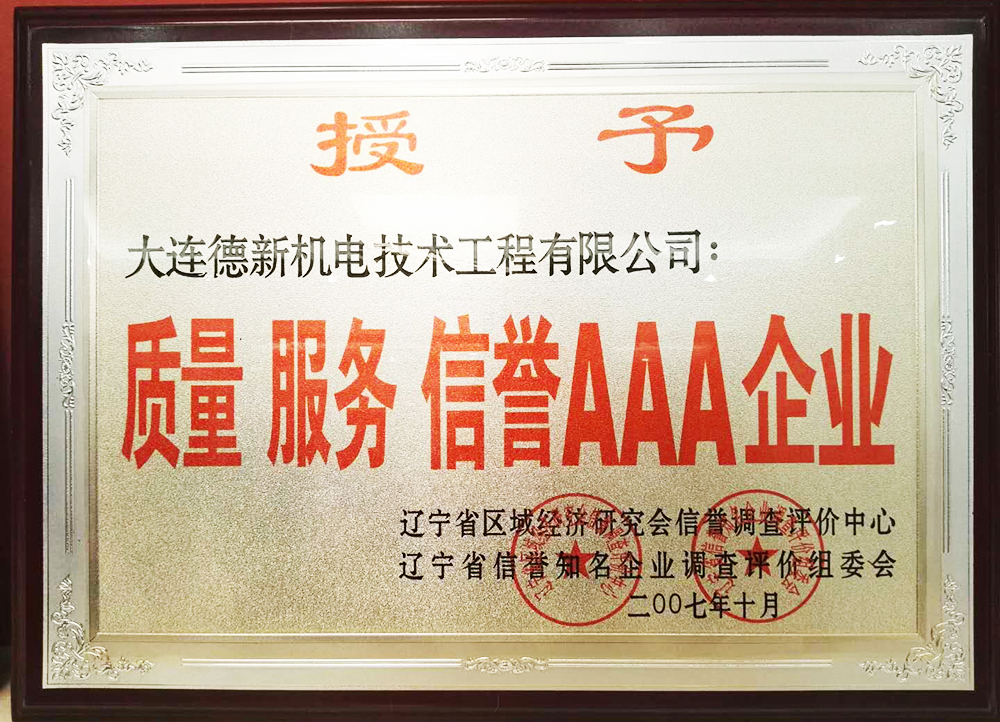 授 予
大连德新机电技术工程有限公司：
质量 服务 信誉AAA企业
辽宁省区域经济研究会信誉调查评价中心
辽宁省信誉知名企业调查评价组委会
二〇〇七年十月